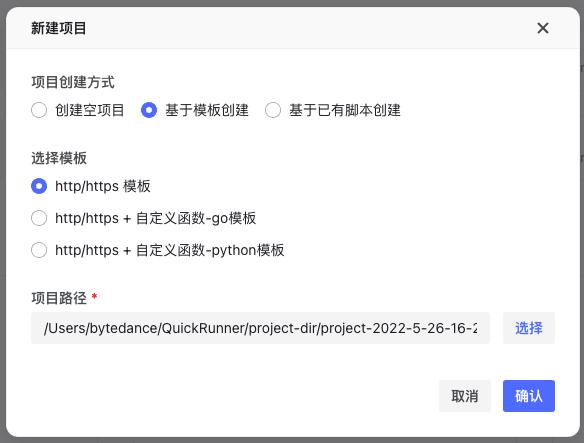 新建项目
项目创建方式
创建空项目 基于模板创建 基于已有脚本创建
选择模板
http/https 模板
http/https + 自定义函数-go模板
http/https + 自定义函数-python模板
项目路径 *
/Users/bytedance/QuickRunner/project-dir/project-2022-5-26-16-2 选择
取消 确认